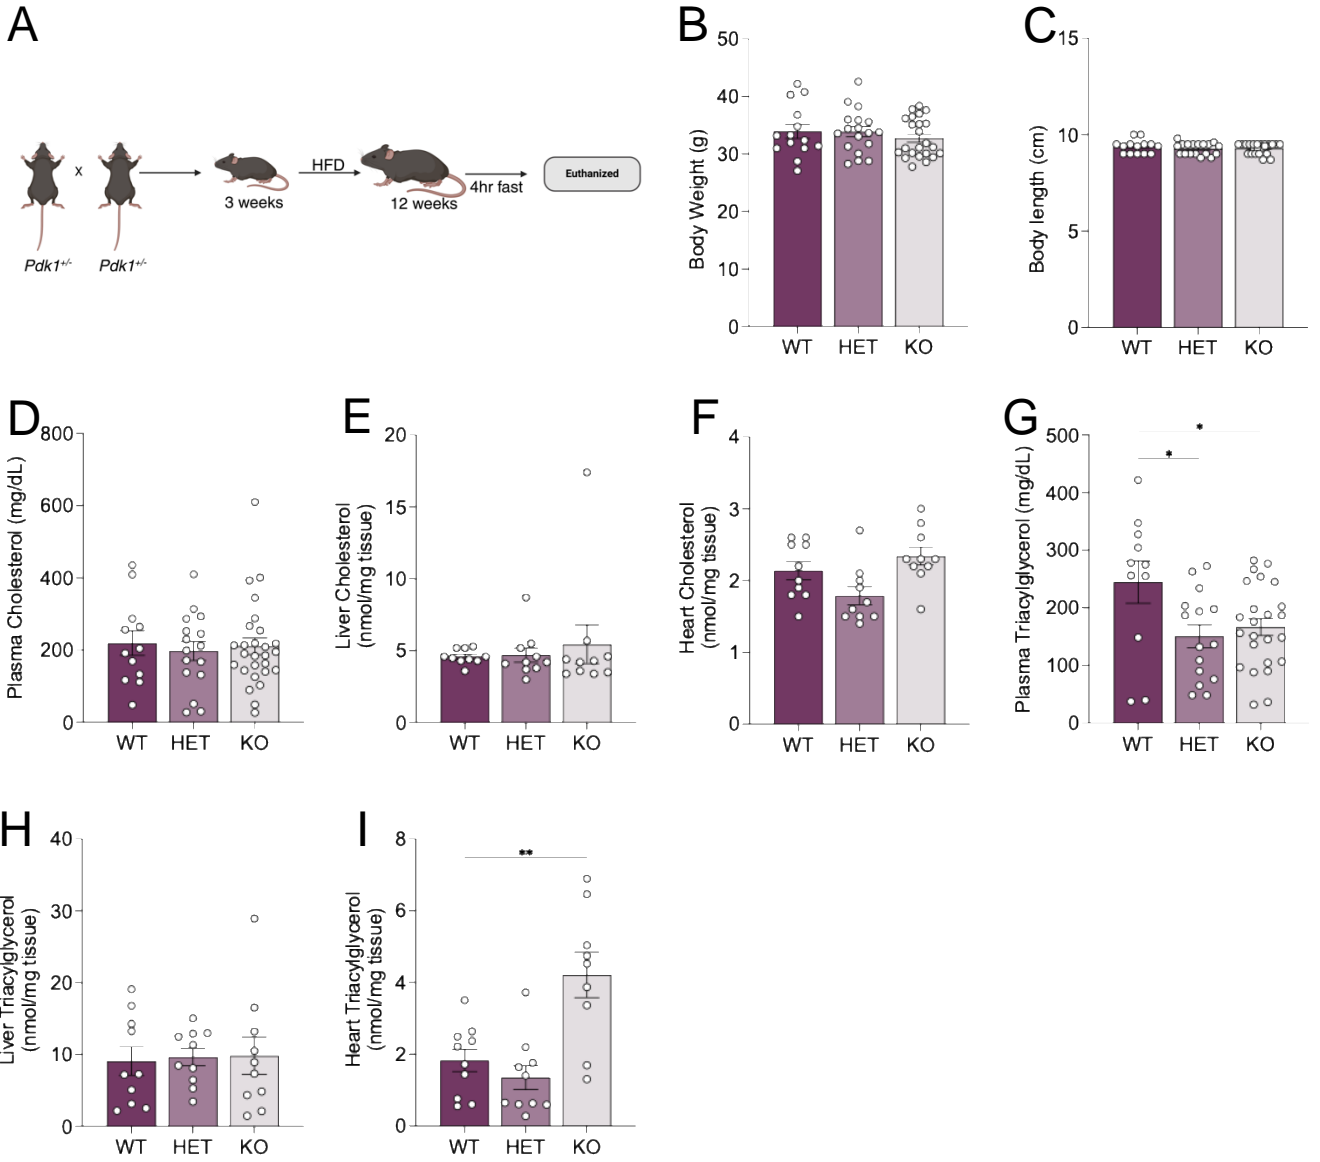 A
x
HFD
4hr fast
Euthanized
3 weeks
12 weeks
Pdk1+/-
Pdk1+/-
B
Body Weight (g)
50
40
30
20
10
0
WT HET KO
C
Body length (cm)
15
10
5
0
WT HET KO
D
Plasma Cholesterol (mg/dL)
800
600
400
200
0
WT HET KO
E
Liver Cholesterol
(nmol/mg tissue)
20
15
10
5
0
WT HET KO
F
Heart Cholesterol
(nmol/mg tissue)
4
3
2
1
0
WT HET KO
G
Plasma Triacylglycerol (mg/dL)
500
400
300
200
100
0
*
*
WT HET KO
H
Liver Triacylglycerol
(nmol/mg tissue)
40
30
20
10
0
WT HET KO
I
Heart Triacylglycerol
(nmol/mg tissue)
8
6
4
2
0
**
WT HET KO